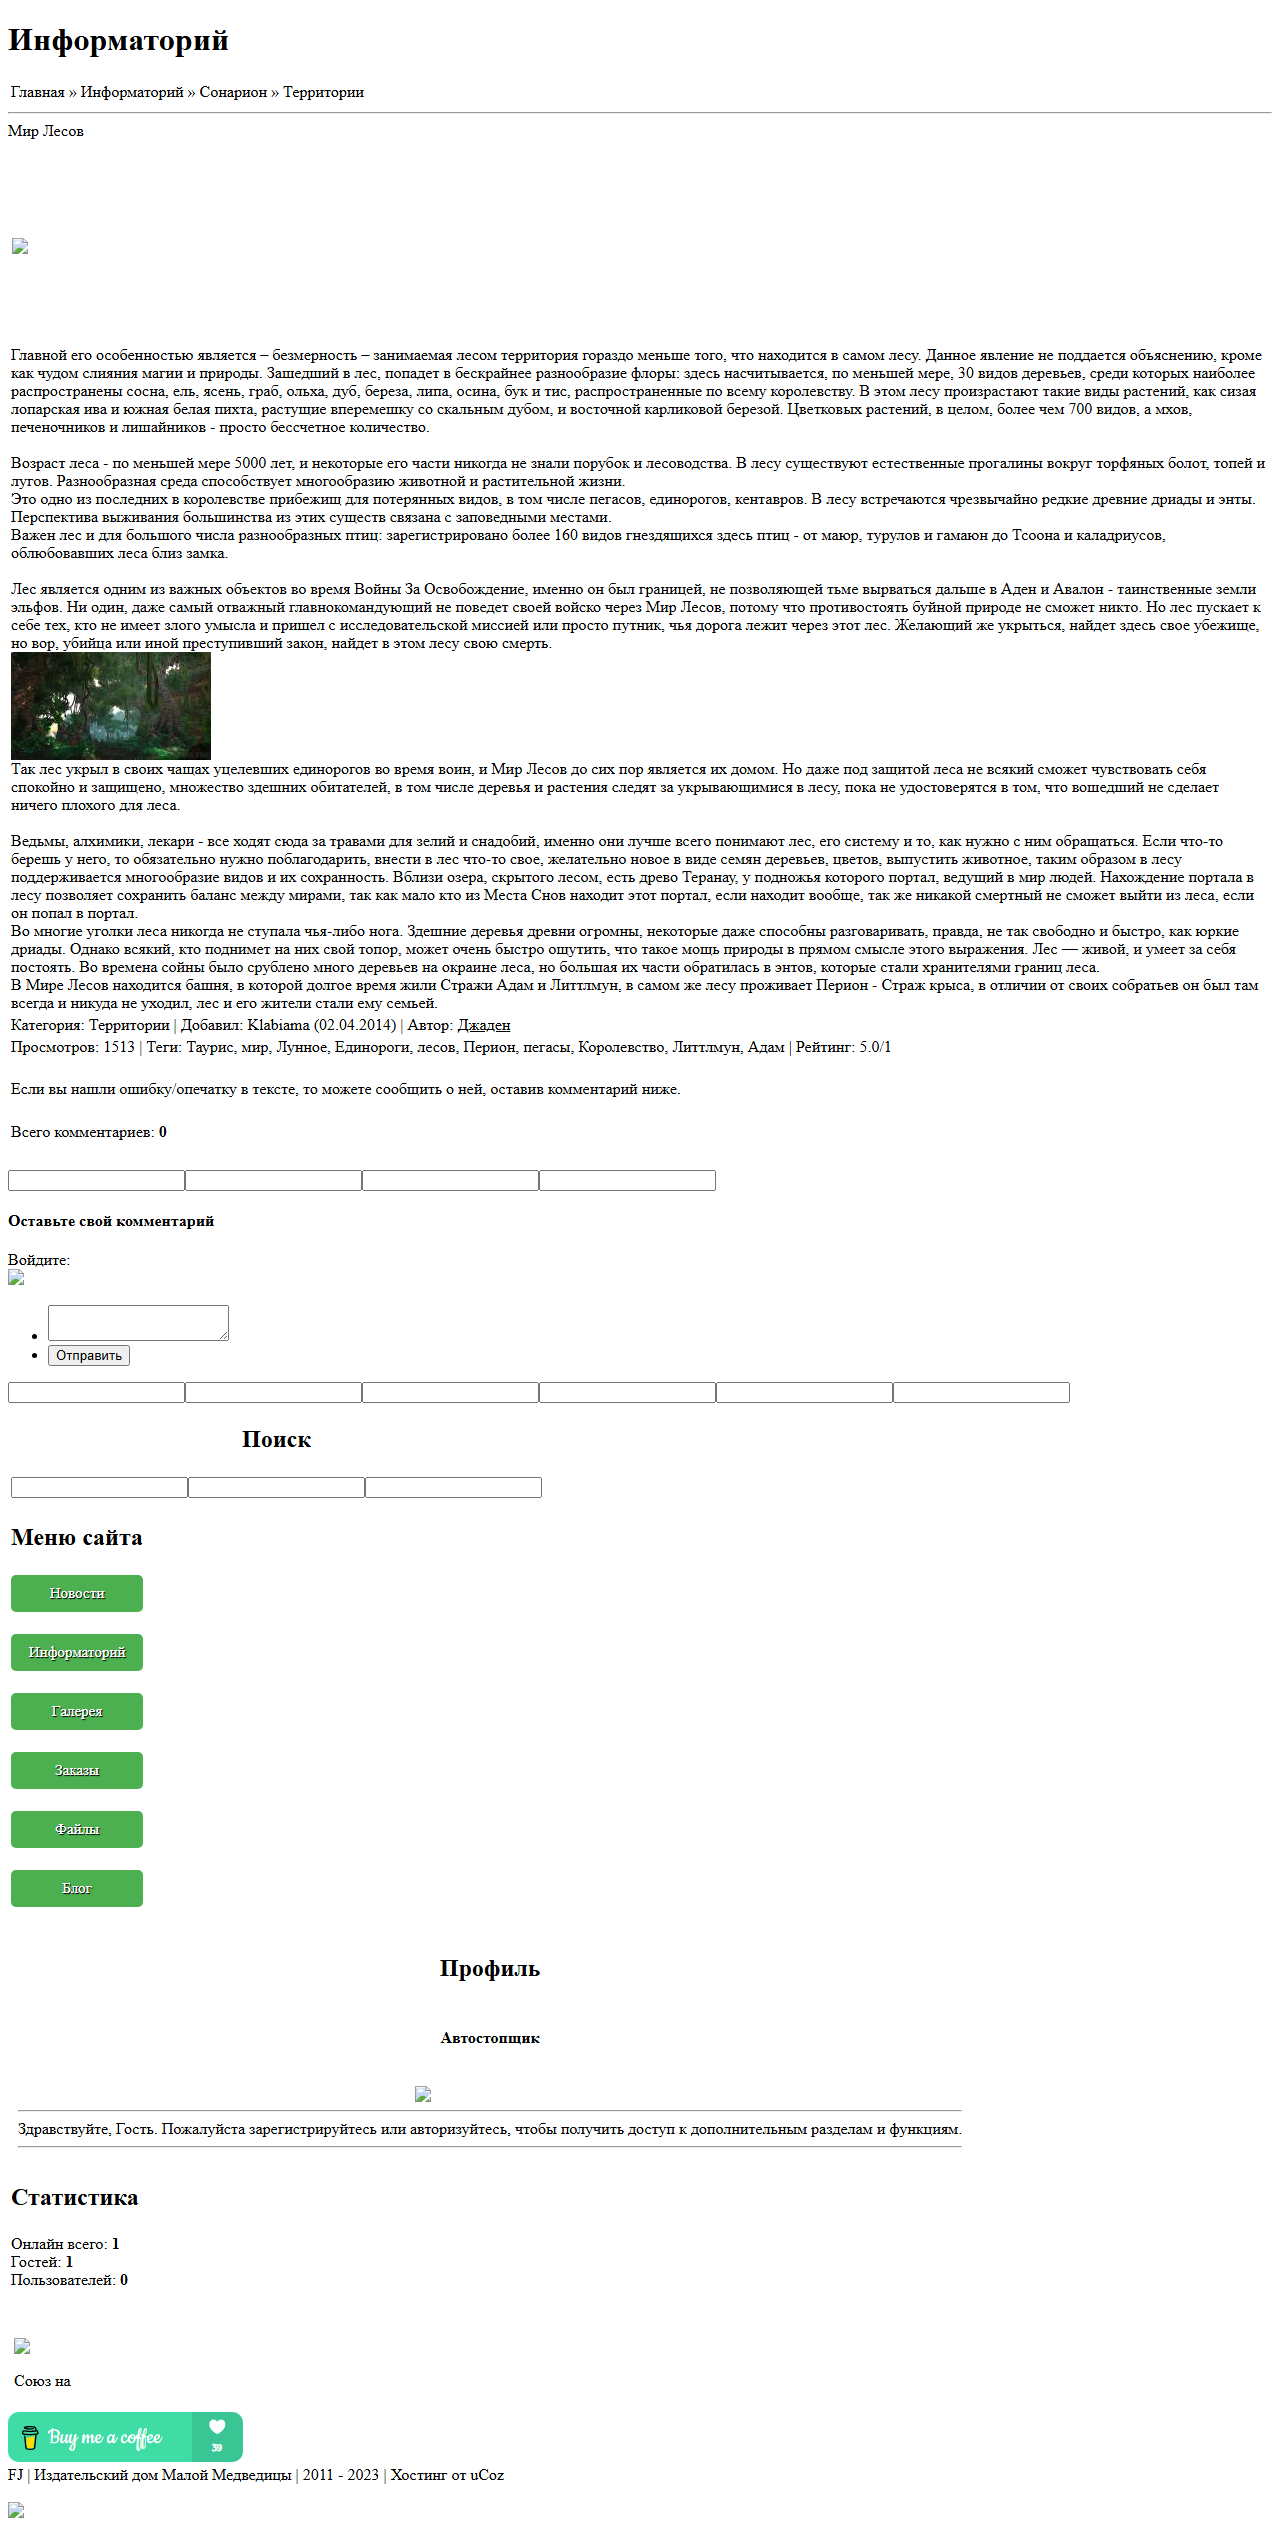 Информаторий
Главная » Информаторий » Сонарион » Территории
Мир Лесов
Главной его особенностью является – безмерность – занимаемая лесом территория гораздо меньше того, что находится в самом лесу. Данное явление не поддается объяснению, кроме
как чудом слияния магии и природы. Зашедший в лес, попадет в бескрайнее разнообразие флоры: здесь насчитывается, по меньшей мере, 30 видов деревьев, среди которых наиболее
распространены сосна, ель, ясень, граб, ольха, дуб, береза, липа, осина, бук и тис, распространенные по всему королевству. В этом лесу произрастают такие виды растений, как сизая
лопарская ива и южная белая пихта, растущие вперемешку со скальным дубом, и восточной карликовой березой. Цветковых растений, в целом, более чем 700 видов, а мхов,
печеночников и лишайников - просто бессчетное количество.
Возраст леса - по меньшей мере 5000 лет, и некоторые его части никогда не знали порубок и лесоводства. В лесу существуют естественные прогалины вокруг торфяных болот, топей и
лугов. Разнообразная среда способствует многообразию животной и растительной жизни.
Это одно из последних в королевстве прибежищ для потерянных видов, в том числе пегасов, единорогов, кентавров. В лесу встречаются чрезвычайно редкие древние дриады и энты.
Перспектива выживания большинства из этих существ связана с заповедными местами.
Важен лес и для большого числа разнообразных птиц: зарегистрировано более 160 видов гнездящихся здесь птиц - от маюр, турулов и гамаюн до Тсоона и каладриусов,
облюбовавших леса близ замка.
Лес является одним из важных объектов во время Войны За Освобождение, именно он был границей, не позволяющей тьме вырваться дальше в Аден и Авалон - таинственные земли
эльфов. Ни один, даже самый отважный главнокомандующий не поведет своей войско через Мир Лесов, потому что противостоять буйной природе не сможет никто. Но лес пускает к
себе тех, кто не имеет злого умысла и пришел с исследовательской миссией или просто путник, чья дорога лежит через этот лес. Желающий же укрыться, найдет здесь свое убежище,
но вор, убийца или иной преступивший закон, найдет в этом лесу свою смерть.
Так лес укрыл в своих чащах уцелевших единорогов во время воин, и Мир Лесов до сих пор является их домом. Но даже под защитой леса не всякий сможет чувствовать себя
спокойно и защищено, множество здешних обитателей, в том числе деревья и растения следят за укрывающимися в лесу, пока не удостоверятся в том, что вошедший не сделает
ничего плохого для леса.
Ведьмы, алхимики, лекари - все ходят сюда за травами для зелий и снадобий, именно они лучше всего понимают лес, его систему и то, как нужно с ним обращаться. Если что-то
берешь у него, то обязательно нужно поблагодарить, внести в лес что-то свое, желательно новое в виде семян деревьев, цветов, выпустить животное, таким образом в лесу
поддерживается многообразие видов и их сохранность. Вблизи озера, скрытого лесом, есть древо Теранау, у подножья которого портал, ведущий в мир людей. Нахождение портала в
лесу позволяет сохранить баланс между мирами, так как мало кто из Места Снов находит этот портал, если находит вообще, так же никакой смертный не сможет выйти из леса, если
он попал в портал.
Во многие уголки леса никогда не ступала чья-либо нога. Здешние деревья древни огромны, некоторые даже способны разговаривать, правда, не так свободно и быстро, как юркие
дриады. Однако всякий, кто поднимет на них свой топор, может очень быстро ощутить, что такое мощь природы в прямом смысле этого выражения. Лес — живой, и умеет за себя
постоять. Во времена сойны было срублено много деревьев на окраине леса, но большая их части обратилась в энтов, которые стали хранителями границ леса.
В Мире Лесов находится башня, в которой долгое время жили Стражи Адам и Литтлмун, в самом же лесу проживает Перион - Страж крыса, в отличии от своих собратьев он был там
всегда и никуда не уходил, лес и его жители стали ему семьей.
Категория: Территории | Добавил: Klabiama (02.04.2014) | Автор: Джаден
Просмотров: 1513 | Теги: Таурис, мир, Лунное, Единороги, лесов, Перион, пегасы, Королевство, Литтлмун, Адам | Рейтинг: 5.0/1
Если вы нашли ошибку/опечатку в тексте, то можете сообщить о ней, оставив комментарий ниже.
Всего комментариев: 0
Оставьте свой комментарий
Войдите:
Отправить
Поиск
Меню сайта
Новости
Информаторий
Галерея
Заказы
Файлы
Блог
Профиль
Автостопщик
Здравствуйте, Гость. Пожалуйста зарегистрируйтесь или авторизуйтесь, чтобы получить доступ к дополнительным разделам и функциям.
Статистика
Онлайн всего: 1
Гостей: 1
Пользователей: 0
Союз на
Buy me a coffee
39
FJ | Издательский дом Малой Медведицы | 2011 - 2023 | Хостинг от uCoz